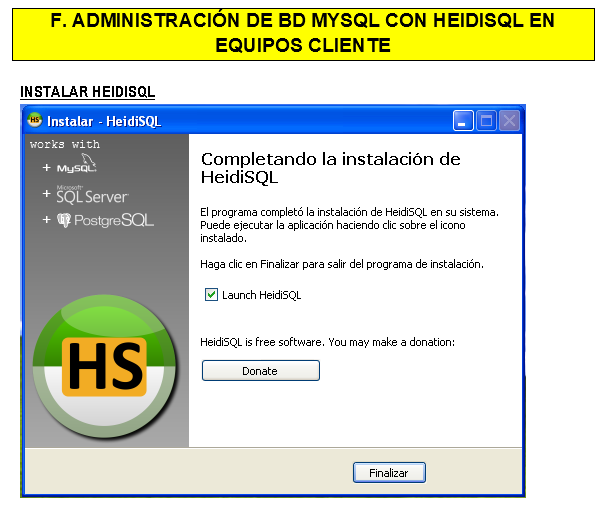 F. ADMINISTRACIÓN DE BD MYSQL CON HEIDISQL EN
EQUIPOS CLIENTE
INSTALAR HEIDISQL
HS Instalar - HeidiSQL
works with
+ MySQL
+ Microsoft SQL Server
+ PostgreSQL
HS
Completando la instalación de
HeidiSQL
El programa completó la instalación de HeidiSQL en su sistema.
Puede ejecutar la aplicación haciendo clic sobre el icono
instalado.
Haga clic en Finalizar para salir del programa de instalación.
Launch HeidiSQL
HeidiSQL is free software. You may make a donation:
Donate
Finalizar